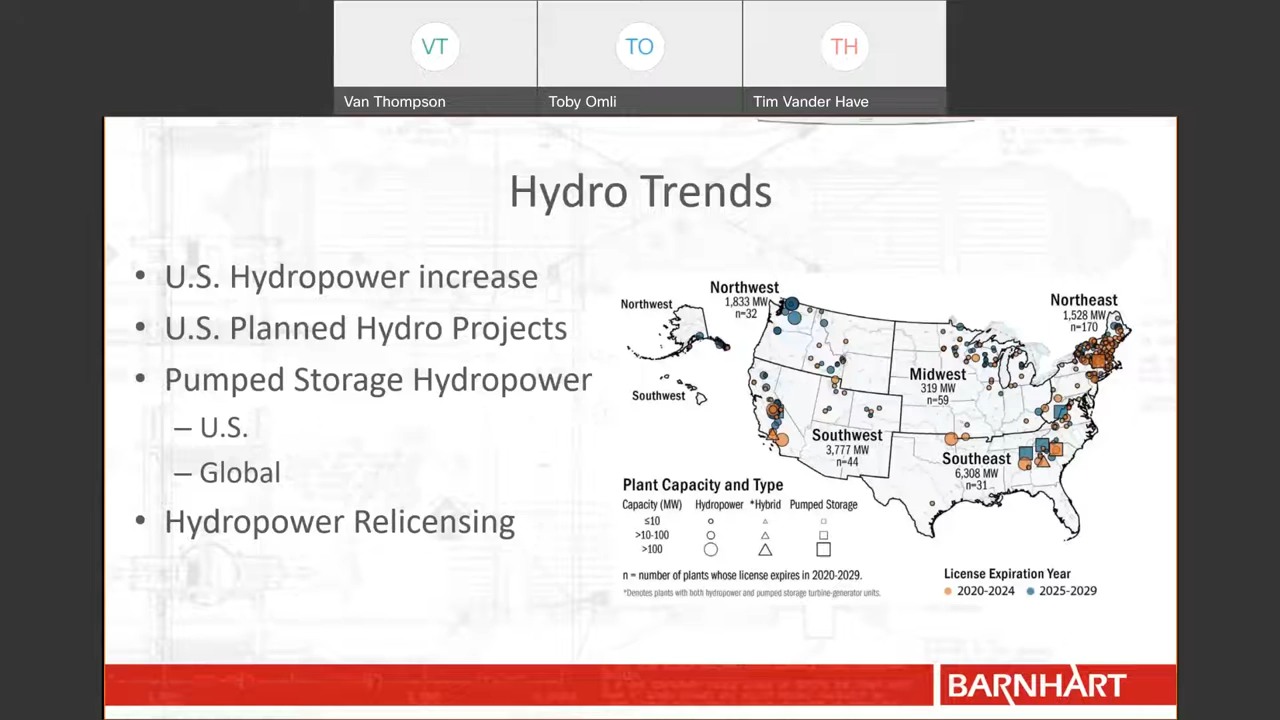 VT
TO
TH
Van Thompson
Toby Omli
Tim Vander Have
Hydro Trends
• U.S. Hydropower increase
• U.S. Planned Hydro Projects
• Pumped Storage Hydropower
– U.S.
– Global
• Hydropower Relicensing
Northwest
Northwest
1,833 MW
n=32
Northeast
1,528 MW
n=170
Midwest
319 MW
n=59
Southwest
Southwest
3,777 MW
n=44
Southeast
6,308 MW
n=31
Plant Capacity and Type
Capacity (MW) Hydropower *Hybrid Pumped Storage
≤10
>10-100
>100
n = number of plants whose license expires in 2020-2029.
*Denotes plants with both hydropower and pumped storage turbine-generator units.
License Expiration Year
2020-2024 2025-2029
BARNHART